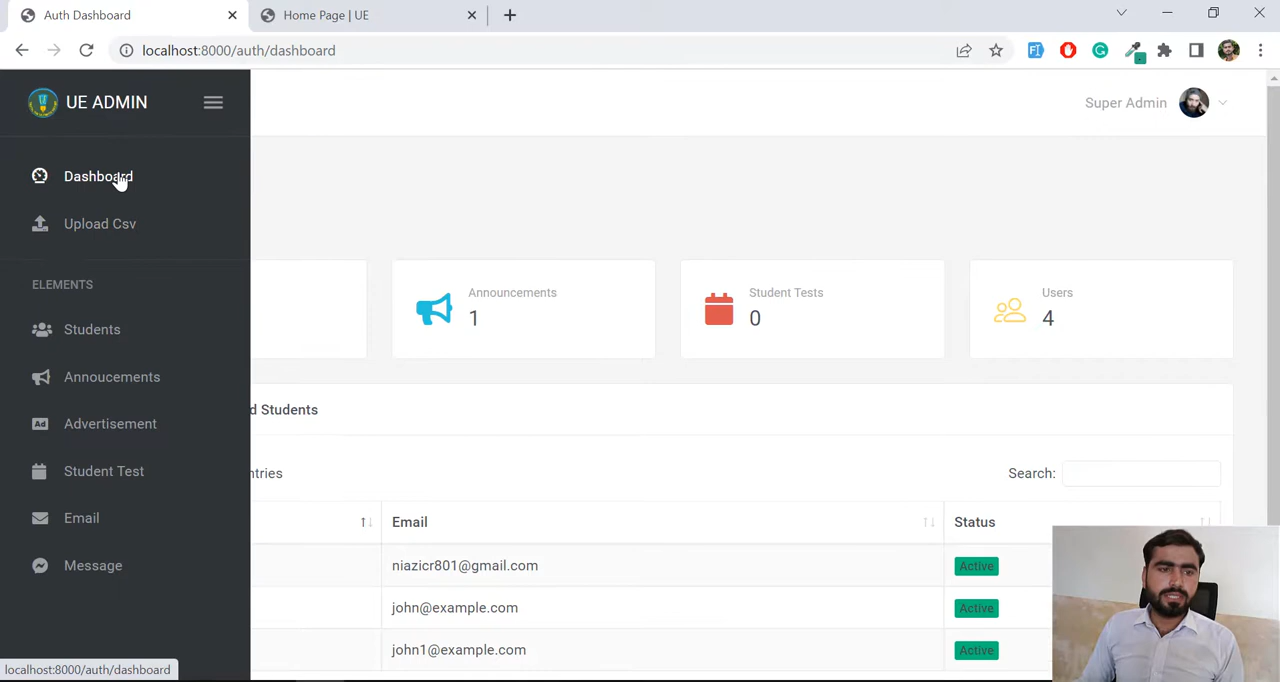 Auth Dashboard
Home Page | UE
localhost:8000/auth/dashboard
UE ADMIN
Super Admin
Dashboard
Upload Csv
ELEMENTS
Students
Annoucements
Advertisement
Student Test
Email
Message
Announcements
1
Student Tests
0
Users
4
d Students
ntries
Search:
Email
Status
niazicr801@gmail.com
Active
john@example.com
Active
john1@example.com
Active
localhost:8000/auth/dashboard